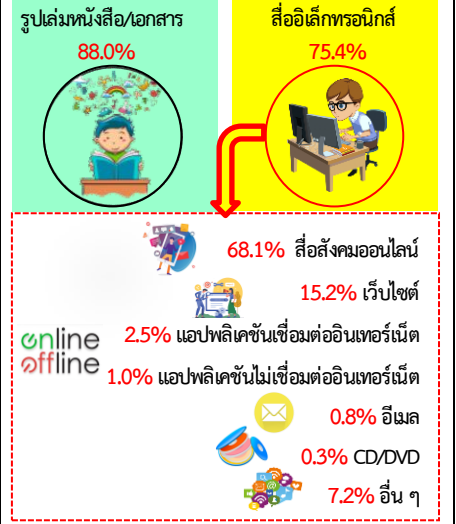 รูปเล่มหนังสือ/เอกสาร
88.0%
สื่ออิเล็กทรอนิกส์
75.4%
68.1% สื่อสังคมออนไลน์
15.2% เว็บไซต์
online
offline
2.5% แอปพลิเคชันเชื่อมต่ออินเทอร์เน็ต
1.0% แอปพลิเคชันไม่เชื่อมต่ออินเทอร์เน็ต
0.8% อีเมล
0.3% CD/DVD
7.2% อื่น ๆ